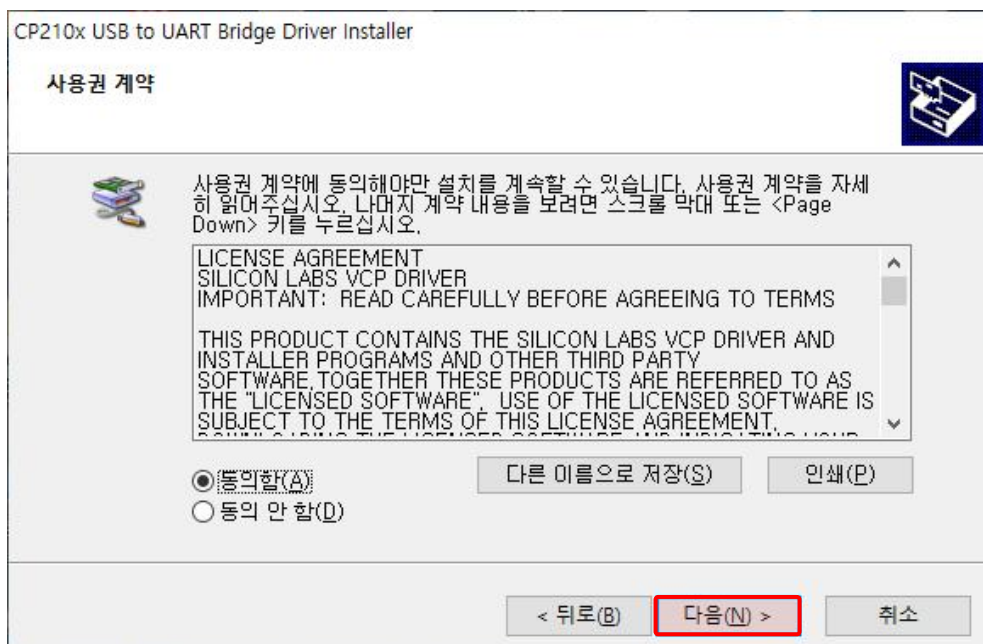 CP210x USB to UART Bridge Driver Installer
사용권 계약
사용권 계약에 동의해야만 설치를 계속할 수 있습니다. 사용권 계약을 자세
히 읽어주십시오. 나머지 계약 내용을 보려면 스크롤 막대 또는 <Page
Down> 키를 누르십시오.
LICENSE AGREEMENT
SILICON LABS VCP DRIVER
IMPORTANT: READ CAREFULLY BEFORE AGREEING TO TERMS
THIS PRODUCT CONTAINS THE SILICON LABS VCP DRIVER AND
INSTALLER PROGRAMS AND OTHER THIRD PARTY
SOFTWARE.TOGETHER THESE PRODUCTS ARE REFERRED TO AS
THE "LICENSED SOFTWARE". USE OF THE LICENSED SOFTWARE IS
SUBJECT TO THE TERMS OF THIS LICENSE AGREEMENT.
동의함(A) 다른 이름으로 저장(S) 인쇄(P)
동의 안 함(D)
< 뒤로(B) 다음(N) > 취소